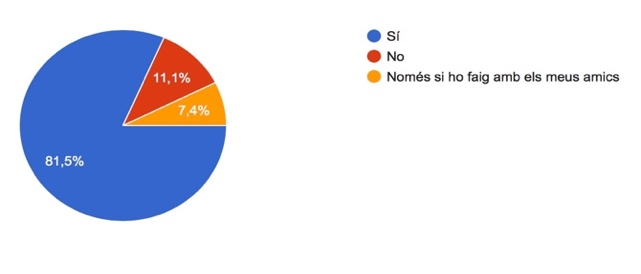 Sí
No
Només si ho faig amb els meus amics
11,1%
7,4%
81,5%